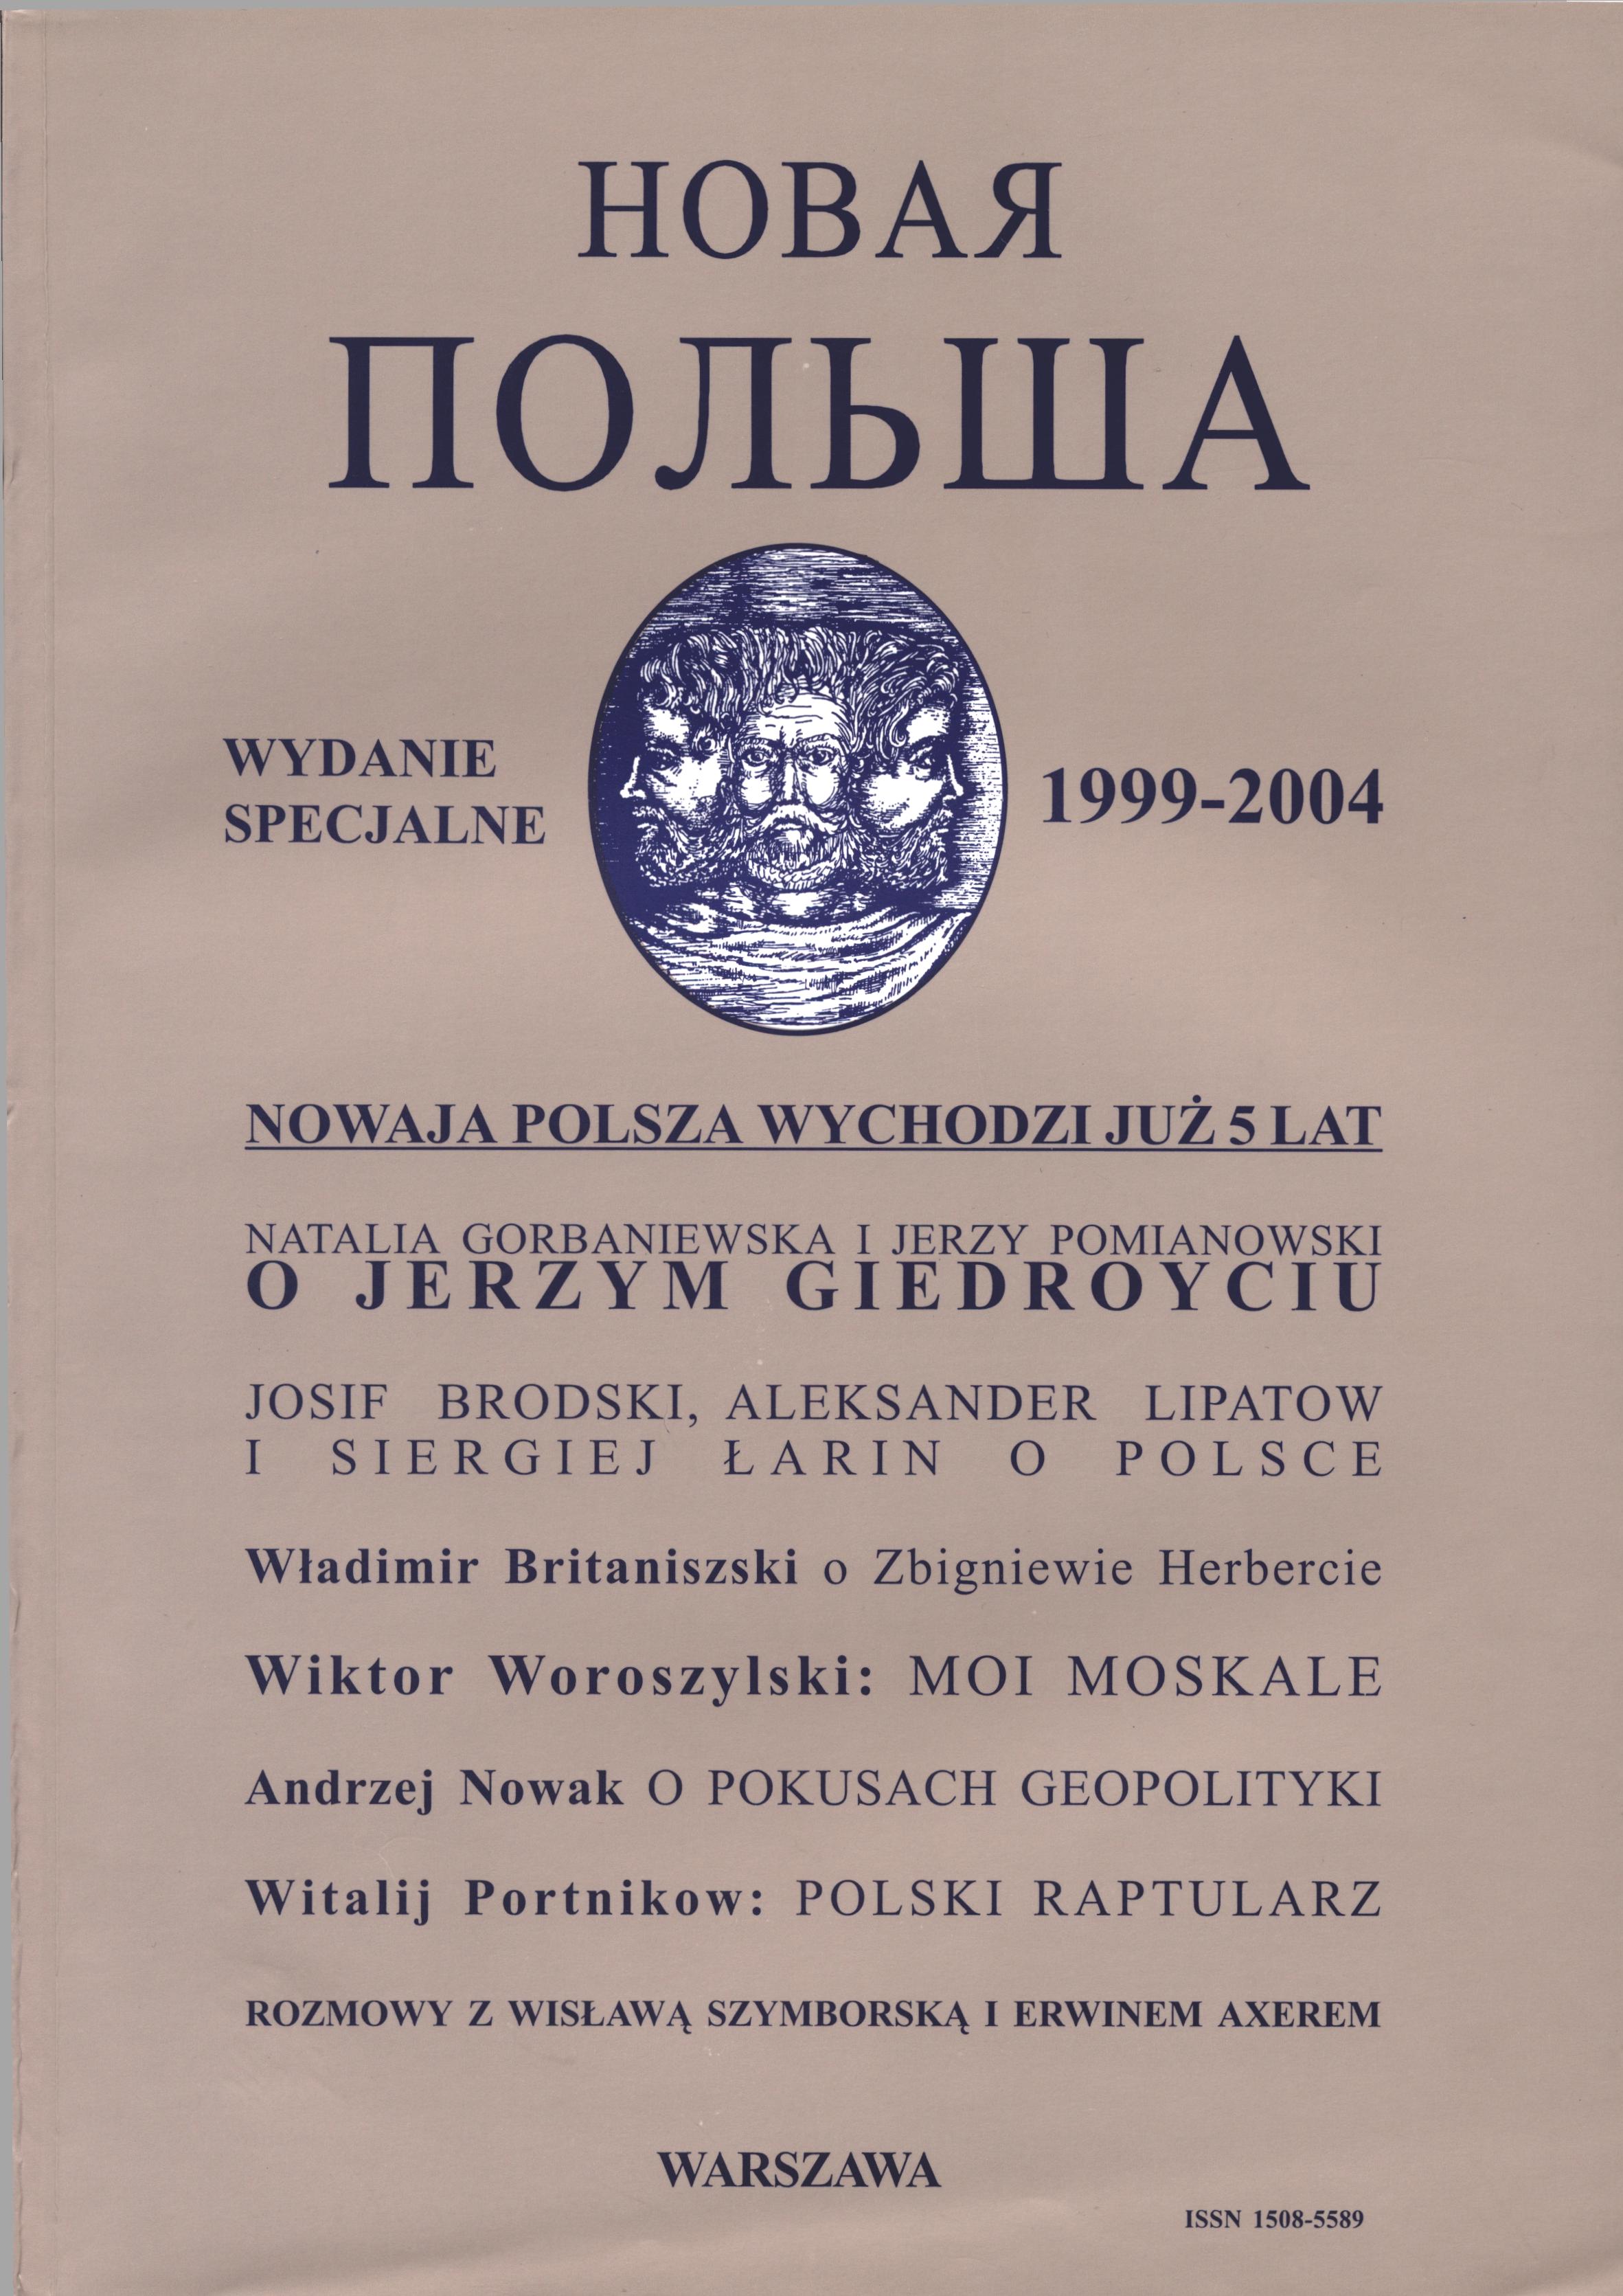 НОВАЯ
ПОЛЬША
WYDANIE
SPECJALNE
1999-2004
NOWAJA POLSZA WYCHODZI JUŻ 5 LAT
NATALIA GORBANIEWSKA I JERZY POMIANOWSKI
O JERZYM GIEDROYCIU
JOSIF BRODSKI, ALEKSANDER LIPATOW
I SIERGIEJ ŁARIN O POLSCE
Władimir Britaniszski o Zbigniewie Herbercie
Wiktor Woroszylski: MOI MOSKALE
Andrzej Nowak O POKUSACH GEOPOLITYKI
Witalij Portnikow: POLSKI RAPTULARZ
ROZMOWY Z WISŁAWĄ SZYMBORSKĄ I ERWINEM AXEREM
WARSZAWA
ISSN 1508-5589